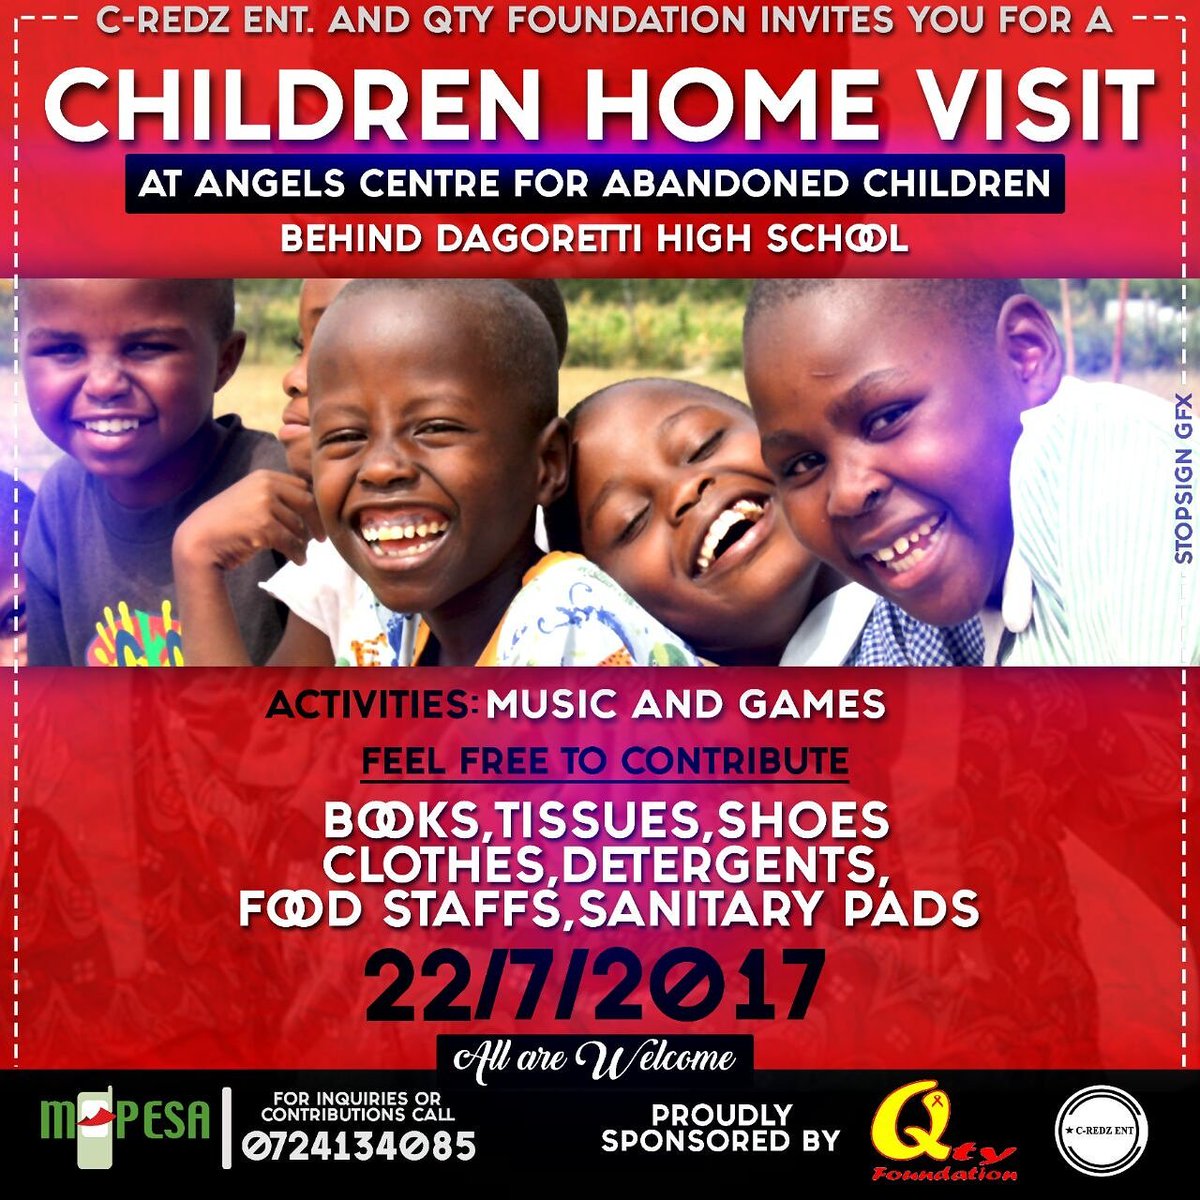 C-REDZ ENT. AND QTY FOUNDATION INVITES YOU FOR A
CHILDREN HOME VISIT
AT ANGELS CENTRE FOR ABANDONED CHILDREN
BEHIND DAGORETTI HIGH SCHOOL
STOPSIGN GFX
ACTIVITIES: MUSIC AND GAMES
FEEL FREE TO CONTRIBUTE
BOOKS,TISSUES,SHOES
CLOTHES,DETERGENTS,
FOOD STAFFS,SANITARY PADS
22/7/2017
All are Welcome
M PESA
FOR INQUIRIES OR
CONTRIBUTIONS CALL
0724134085
PROUDLY
SPONSORED BY
Qty
Foundation
★ C-REDZ ENT